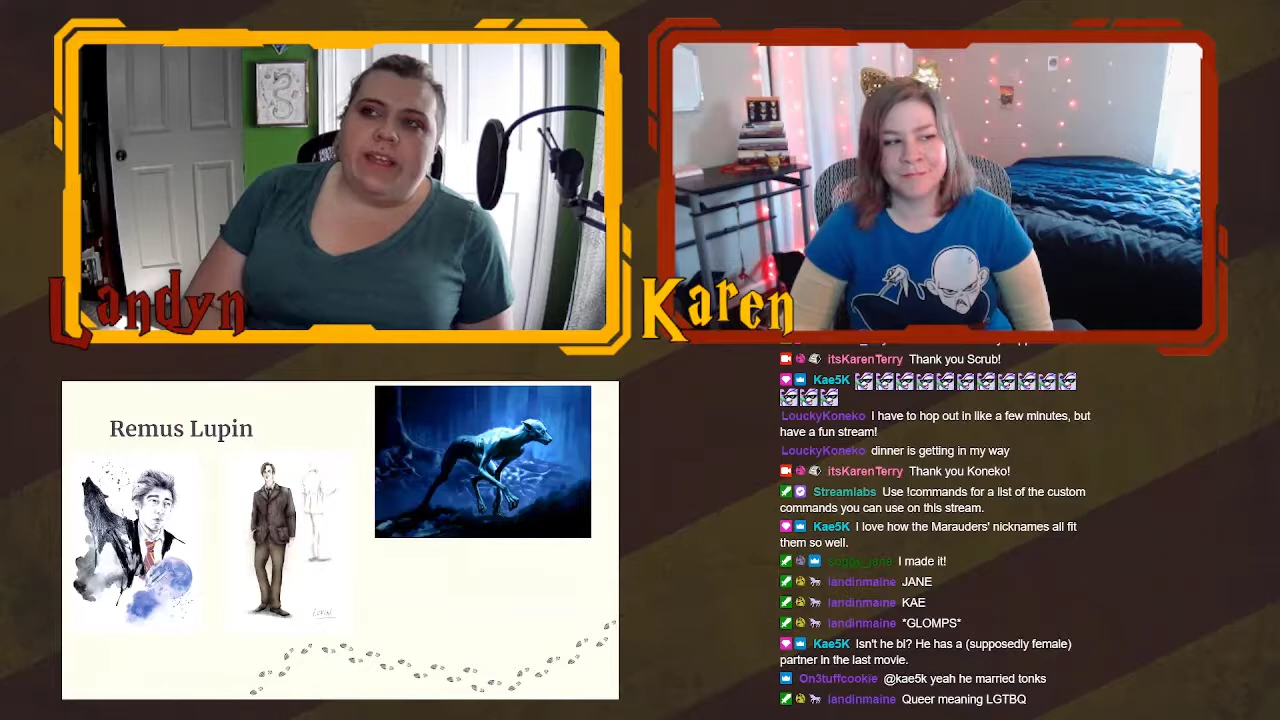 Landyn
Karen
Remus Lupin
LUPIN
itsKarenTerry Thank you Scrub!
Kae5K
LouckyKoneko I have to hop out in like a few minutes, but
have a fun stream!
LouckyKoneko dinner is getting in my way
itsKarenTerry Thank you Koneko!
Streamlabs Use !commands for a list of the custom
commands you can use on this stream.
Kae5K I love how the Marauders' nicknames all fit
them so well.
soggy_jane I made it!
landinmaine JANE
landinmaine KAE
landinmaine *GLOMPS*
Kae5K Isn't he bi? He has a (supposedly female)
partner in the last movie.
On3tuffcookie @kae5k yeah he married tonks
landinmaine Queer meaning LGTBQ